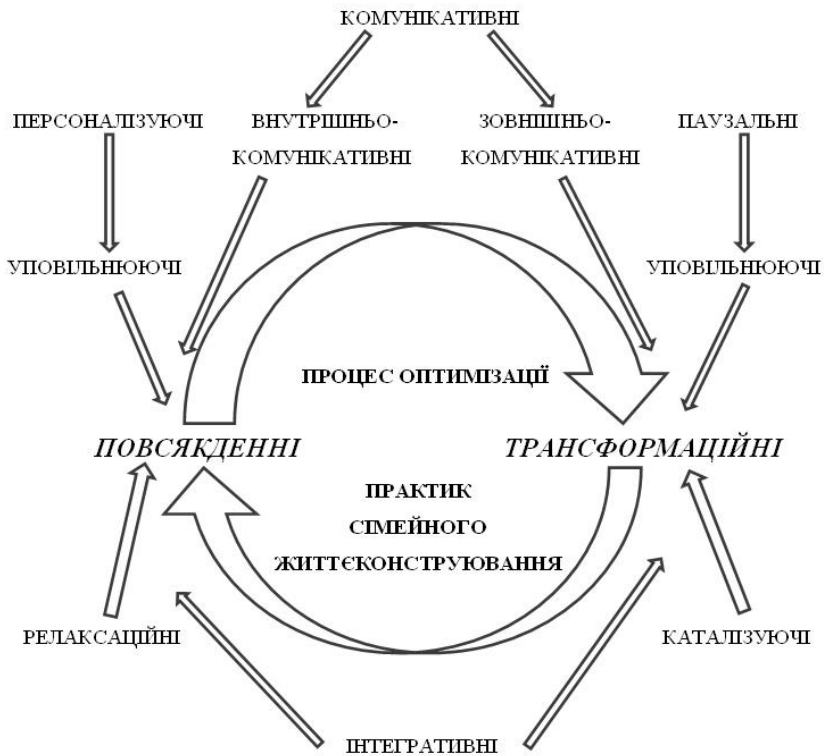 КОМУНІКАТИВНІ
ПЕРСОНАЛІЗУЮЧІ
ВНУТРІШНЬО-
КОМУНІКАТИВНІ
ЗОВНІШНЬО-
КОМУНІКАТИВНІ
ПАУЗАЛЬНІ
УПОВІЛЬНЮЮЧІ
УПОВІЛЬНЮЮЧІ
ПРОЦЕС ОПТИМІЗАЦІЇ
ПОВСЯКДЕННІ
ТРАНСФОРМАЦІЙНІ
ПРАКТИК
СІМЕЙНОГО
ЖИТТЄКОНСТРУЮВАННЯ
РЕЛАКСАЦІЙНІ
КАТАЛІЗУЮЧІ
ІНТЕГРАТИВНІ